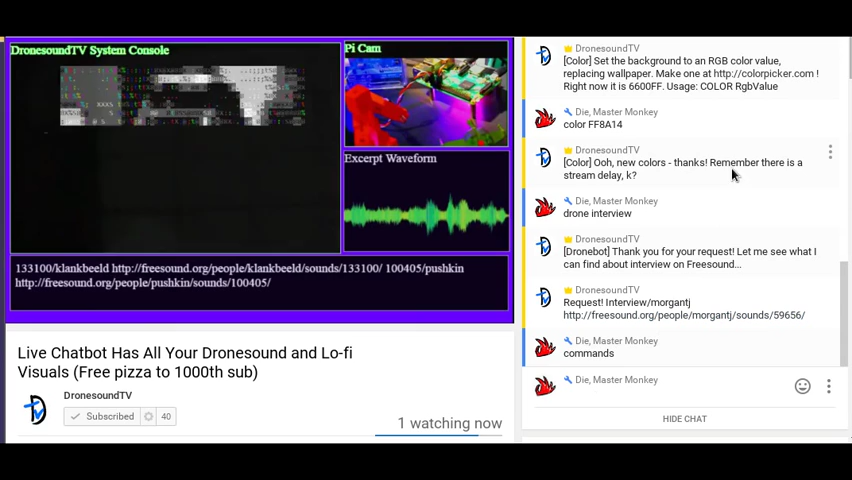 DronesoundTV System Console
Pi Cam
Excerpt Waveform
133100/klankbeeld http://freesound.org/people/klankbeeld/sounds/133100/ 100405/pushkin
http://freesound.org/people/pushkin/sounds/100405/
Live Chatbot Has All Your Dronesound and Lo-fi
Visuals (Free pizza to 1000th sub)
DronesoundTV
Subscribed 40
1 watching now
DronesoundTV
[Color] Set the background to an RGB color value,
replacing wallpaper. Make one at http://colorpicker.com !
Right now it is 6600FF. Usage: COLOR RgbValue
Die, Master Monkey
color FF8A14
DronesoundTV
[Color] Ooh, new colors - thanks! Remember there is a
stream delay, k?
Die, Master Monkey
drone interview
DronesoundTV
[Dronebot] Thank you for your request! Let me see what I
can find about interview on Freesound...
DronesoundTV
Request! Interview/morgantj
http://freesound.org/people/morgantj/sounds/59656/
Die, Master Monkey
commands
Die, Master Monkey
HIDE CHAT